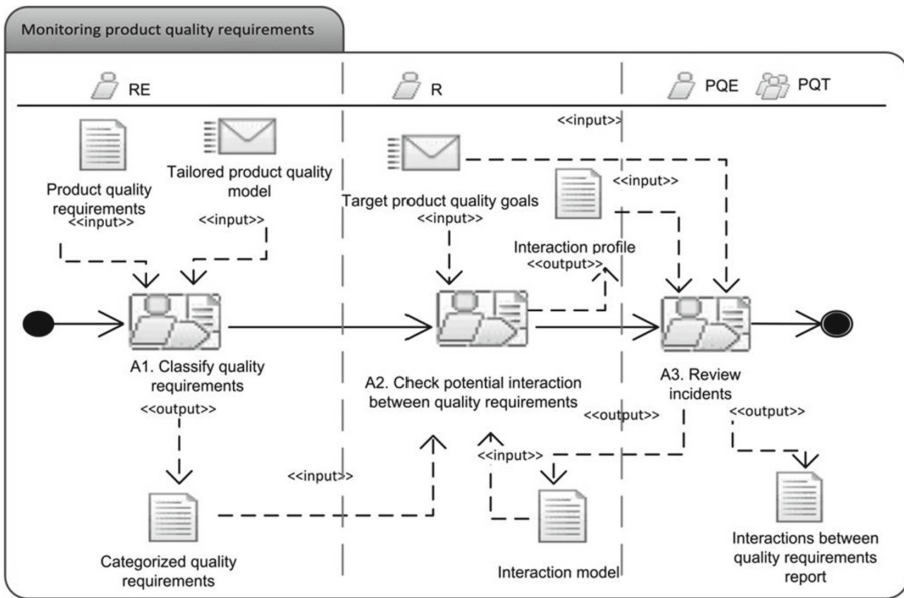 Monitoring product quality requirements
RE
R
PQE
PQT
<<input>>
Product quality
requirements
<<input>>
Tailored product quality
model
<<input>>
Target product quality goals
<<input>>
<<input>>
Interaction profile
<<output>>
A1. Classify quality
requirements
<<output>>
A2. Check potential interaction
between quality requirements
A3. Review
incidents
<<output>>
<<output>>
<<input>>
<<input>>
Categorized quality
requirements
Interaction model
Interactions between
quality requirements
report